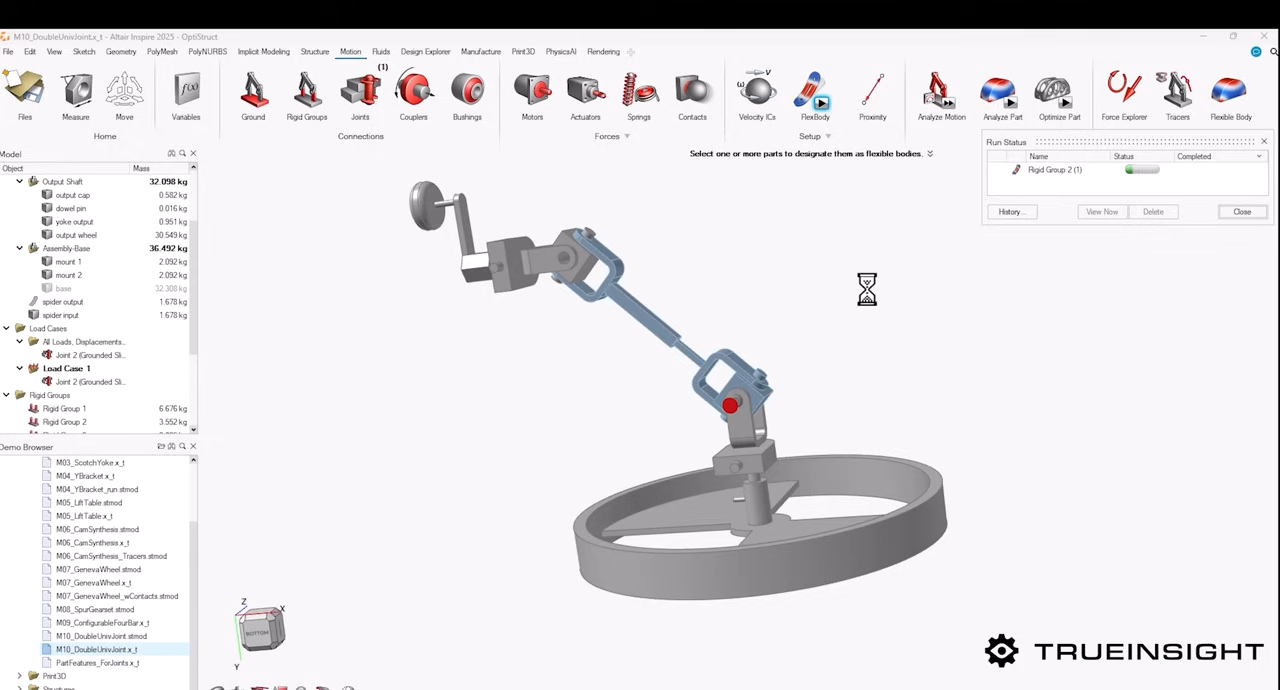 M10_DoubleUnivJoint.x_t - Altair Inspire 2025 - OptiStruct
File Edit View Sketch Geometry PolyMesh PolyNURBS Implicit Modeling Structure Motion Fluids Design Explorer Manufacture Print3D PhysicsAI Rendering
(1)
Files Measure Move Variables Ground Rigid Groups Joints Couplers Bushings Motors Actuators Springs Contacts Velocity ICs FlexBody Proximity Analyze Motion Analyze Part Optimize Part Force Explorer Tracers Flexible Body
Home Connections Forces Setup
Model
Select one or more parts to designate them as flexible bodies.
Run Status
Object Mass
Name Status Completed
Rigid Group 2 (1)
History... View Now Delete Close
Output Shaft 32.098 kg
output cap 0.582 kg
dowel pin 0.016 kg
yoke output 0.951 kg
output wheel 30.549 kg
Assembly-Base 36.492 kg
mount 1 2.092 kg
mount 2 2.092 kg
base 32.308 kg
spider output 1.678 kg
spider input 1.678 kg
Load Cases
All Loads, Displacements...
Joint 2 (Grounded Sli...
Load Case 1
Joint 2 (Grounded Sli...
Rigid Groups
Rigid Group 1 6.676 kg
Rigid Group 2 3.552 kg
Demo Browser
M03_ScotchYoke.x_t
M04_YBracket.x_t
M04_YBracket_run.stmod
M05_LiftTable.stmod
M05_LiftTable.x_t
M06_CamSynthesis.stmod
M06_CamSynthesis.x_t
M06_CamSynthesis_Tracers.stmod
M07_GenevaWheel.stmod
M07_GenevaWheel.x_t
M07_GenevaWheel_wContacts.stmod
M08_SpurGearset.stmod
M09_ConfigurableFourBar.x_t
M10_DoubleUnivJoint.stmod
M10_DoubleUnivJoint.x_t
PartFeatures_ForJoints.x_t
Print3D
Structures
Z X
BOTTOM
Y
TRUEINSIGHT